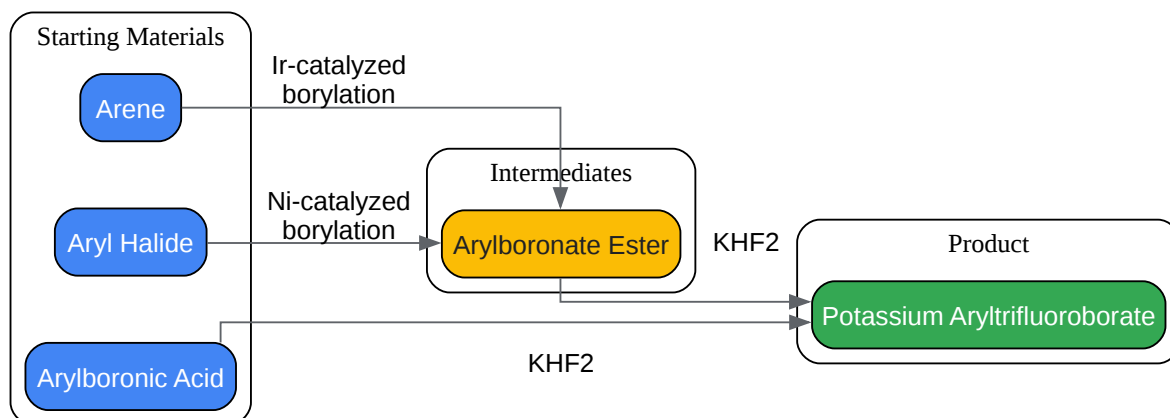 Starting Materials
Arene
Ir-catalyzed
borylation
Intermediates
Aryl Halide
Ni-catalyzed
borylation
Arylboronate Ester
KHF2
Product
Potassium Aryltrifluoroborate
Arylboronic Acid
KHF2